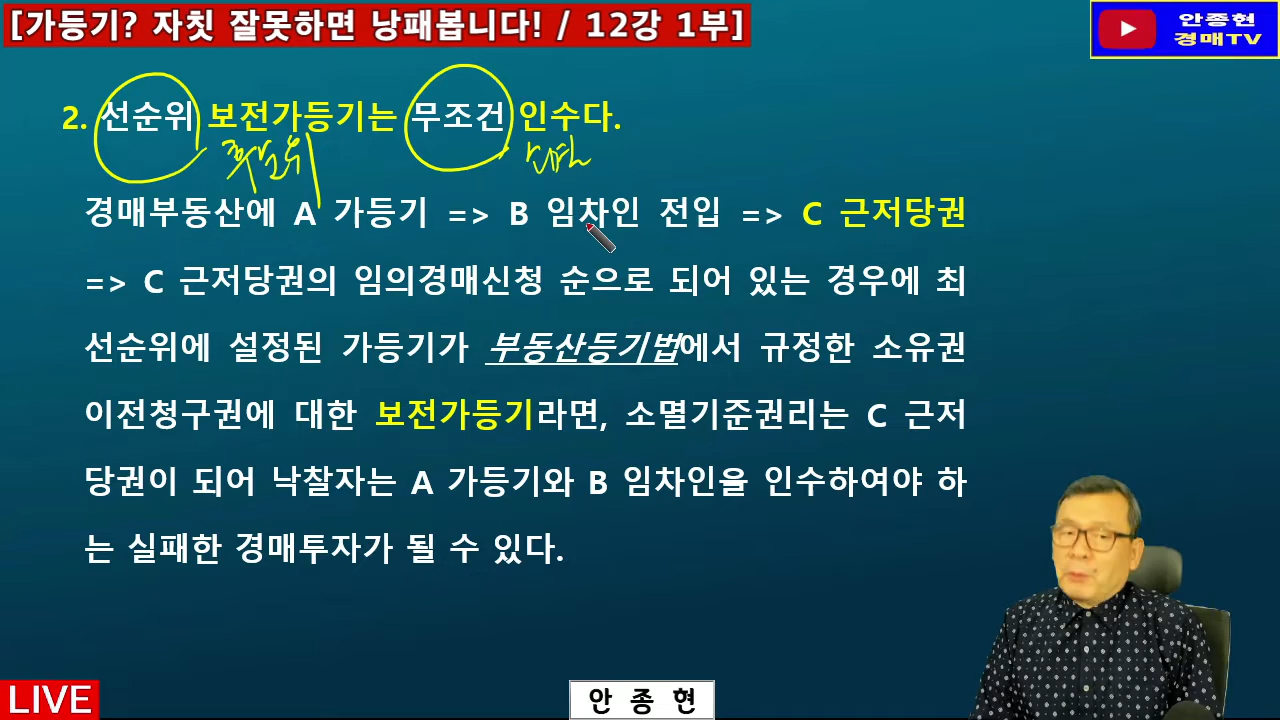 [가등기? 자칫 잘못하면 낭패봅니다! / 12강 1부]
안종현
경매TV
2. 선순위 보전가등기는 무조건 인수다.
후순위
경매부동산에 A 가등기 => B 임차인 전입 => C 근저당권
=> C 근저당권의 임의경매신청 순으로 되어 있는 경우에 최
선순위에 설정된 가등기가 부동산등기법에서 규정한 소유권
이전청구권에 대한 보전가등기라면, 소멸기준권리는 C 근저
당권이 되어 낙찰자는 A 가등기와 B 임차인을 인수하여야 하
는 실패한 경매투자가 될 수 있다.
LIVE
안 종 현